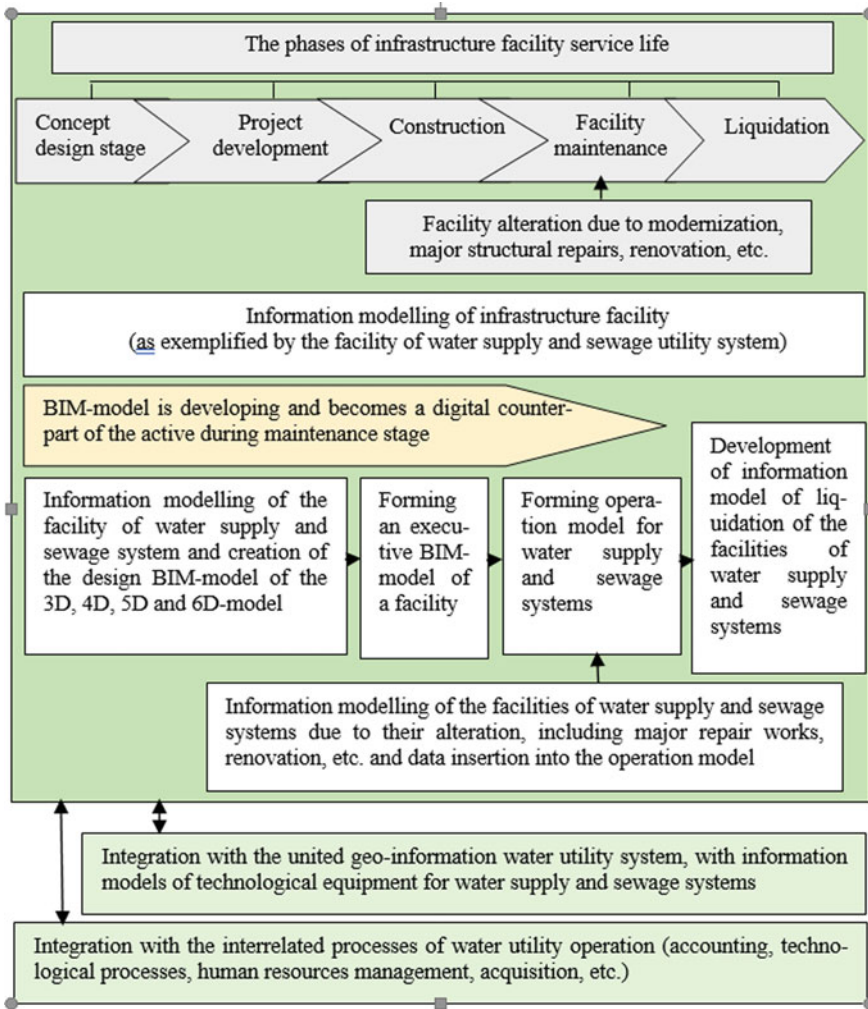 The phases of infrastructure facility service life
Concept
design stage
Project
development
Construction
Facility
maintenance
Liquidation
Facility alteration due to modernization,
major structural repairs, renovation, etc.
Information modelling of infrastructure facility
(as exemplified by the facility of water supply and sewage utility system)
BIM-model is developing and becomes a digital counter-
part of the active during maintenance stage
Information modelling of the
facility of water supply and
sewage system and creation of
the design BIM-model of the
3D, 4D, 5D and 6D-model
Forming
an execu-
tive BIM-
model of
a facility
Forming opera-
tion model for
water supply
and sewage
systems
Development
of information
model of liq-
uidation of the
facilities of
water supply
and sewage
systems
Information modelling of the facilities of water supply and sewage
systems due to their alteration, including major repair works,
renovation, etc. and data insertion into the operation model
Integration with the united geo-information water utility system, with information
models of technological equipment for water supply and sewage systems
Integration with the interrelated processes of water utility operation (accounting, techno-
logical processes, human resources management, acquisition, etc.)